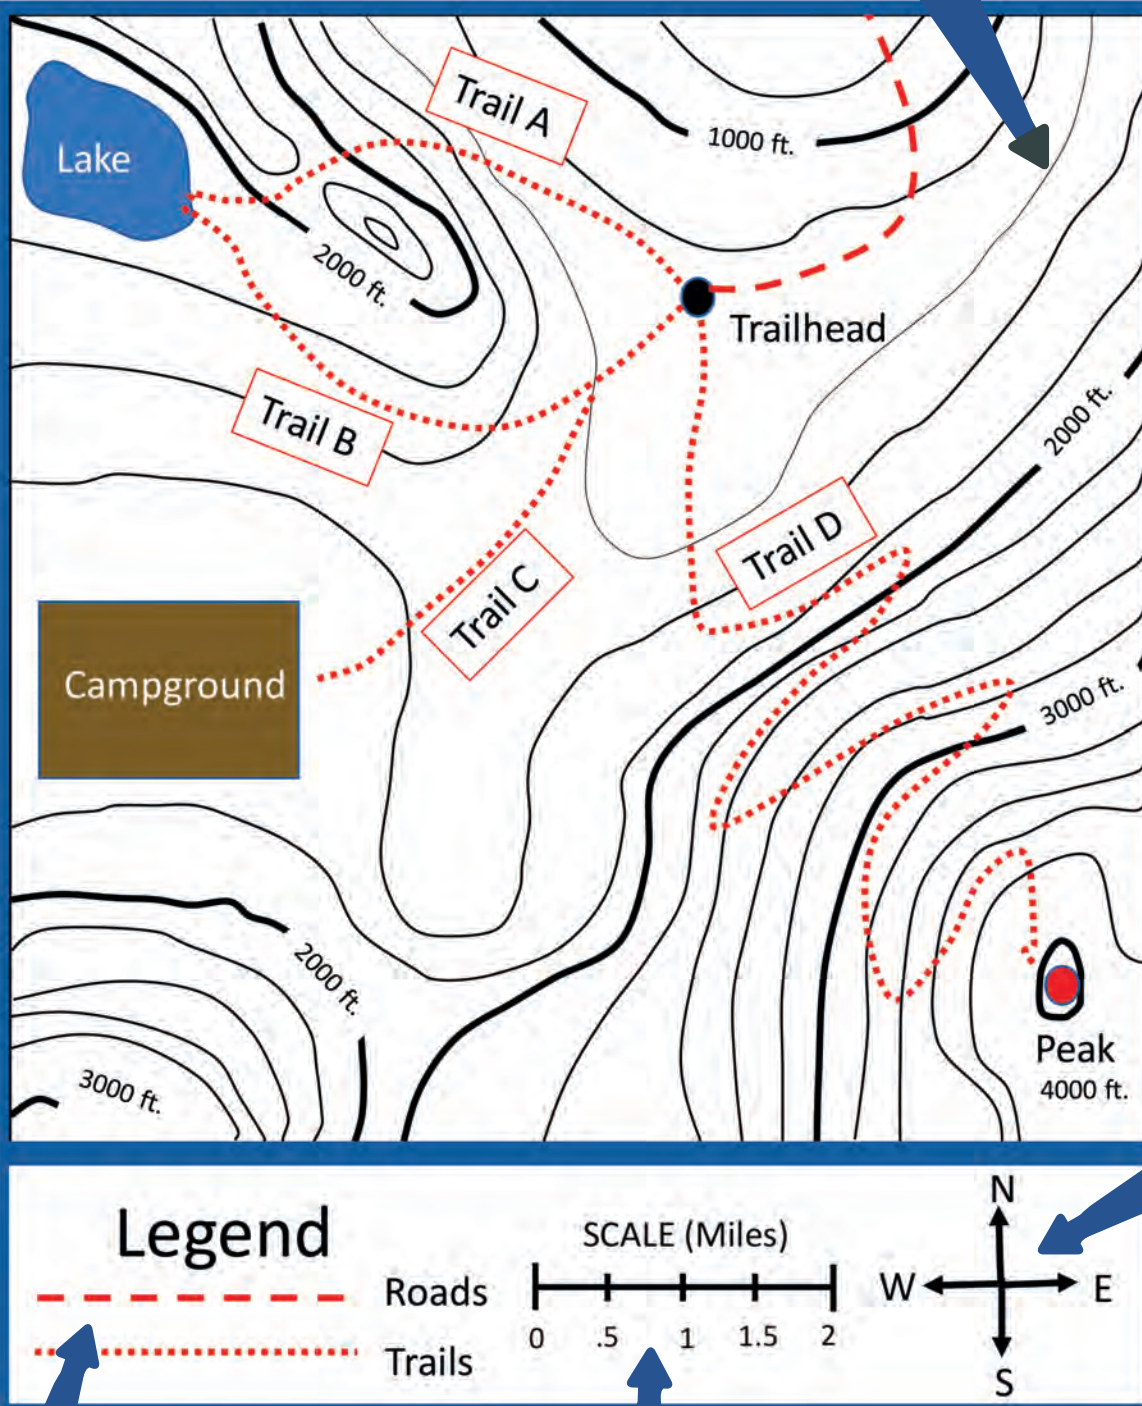 Trail A
1000 ft.
Lake
2000 ft.
Trailhead
2000 ft.
Trail B
Trail D
Trail C
Campground
3000 ft.
2000 ft.
Peak
4000 ft.
3000 ft.
Legend
Roads
Trails
SCALE (Miles)
0 .5 1 1.5 2
N
W E
S